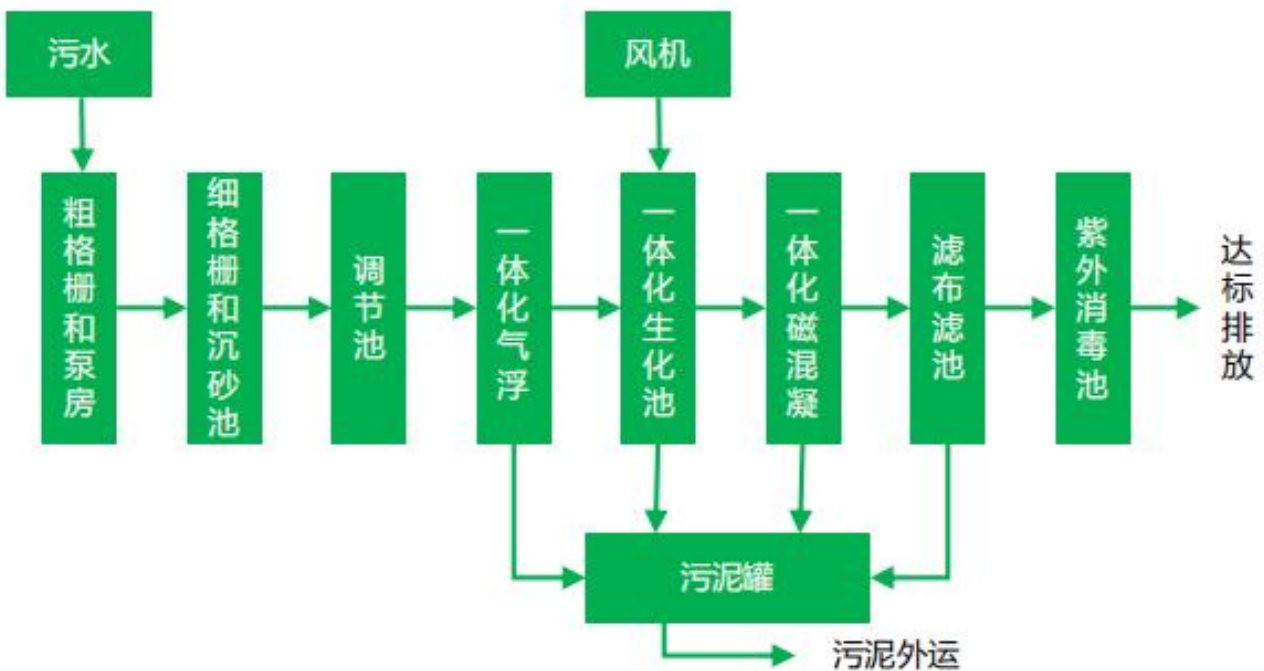 污水
风机
粗格栅和泵房
细格栅和沉砂池
调节池
一体化气浮
一体化生化池
一体化磁混凝
滤布滤池
紫外消毒池
达标排放
污泥罐
污泥外运